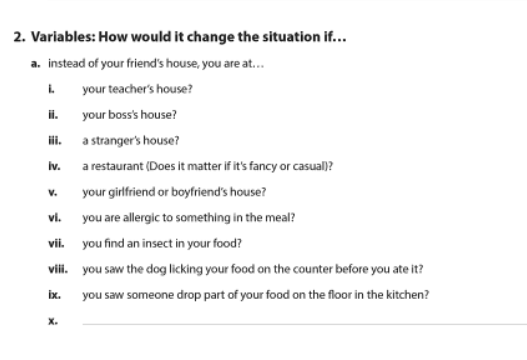 2. Variables: How would it change the situation if…
a. instead of your friend's house, you are at…
i. your teacher's house?
ii. your boss's house?
iii. a stranger's house?
iv. a restaurant (Does it matter if it's fancy or casual)?
v. your girlfriend or boyfriend's house?
vi. you are allergic to something in the meal?
vii. you find an insect in your food?
viii. you saw the dog licking your food on the counter before you ate it?
ix. you saw someone drop part of your food on the floor in the kitchen?
x.